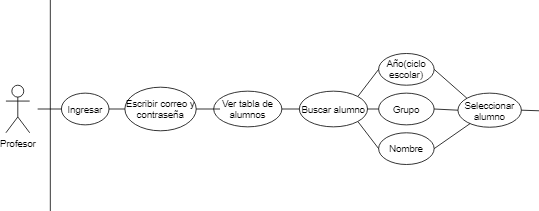 Profesor
Ingresar
Escribir correo y
contraseña
Ver tabla de
alumnos
Buscar alumno
Año(ciclo
escolar)
Grupo
Nombre
Seleccionar
alumno